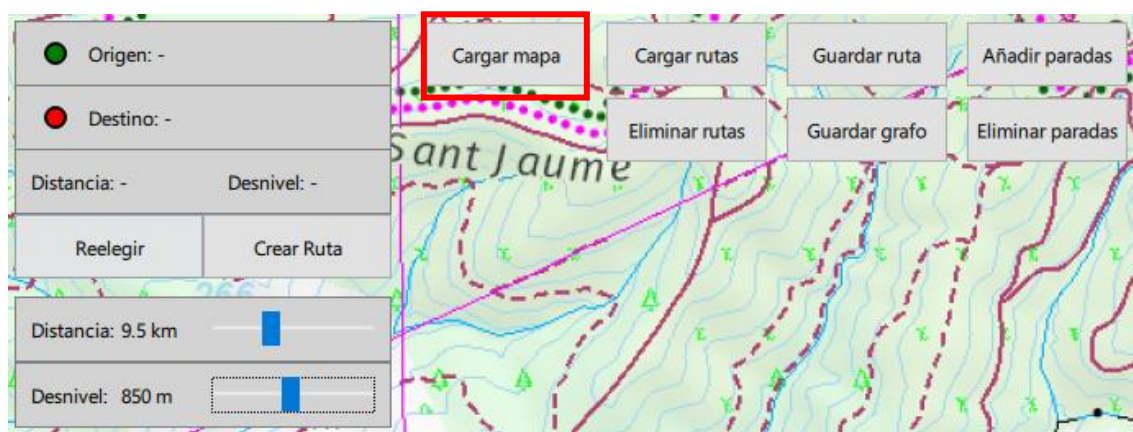 Origen: -
Cargar mapa
Cargar rutas
Guardar ruta
Añadir paradas
Destino: -
Eliminar rutas
Guardar grafo
Eliminar paradas
Sant Jaume
Distancia: -
Desnivel: -
Reelegir
Crear Ruta
266
Distancia: 9.5 km
Desnivel: 850 m